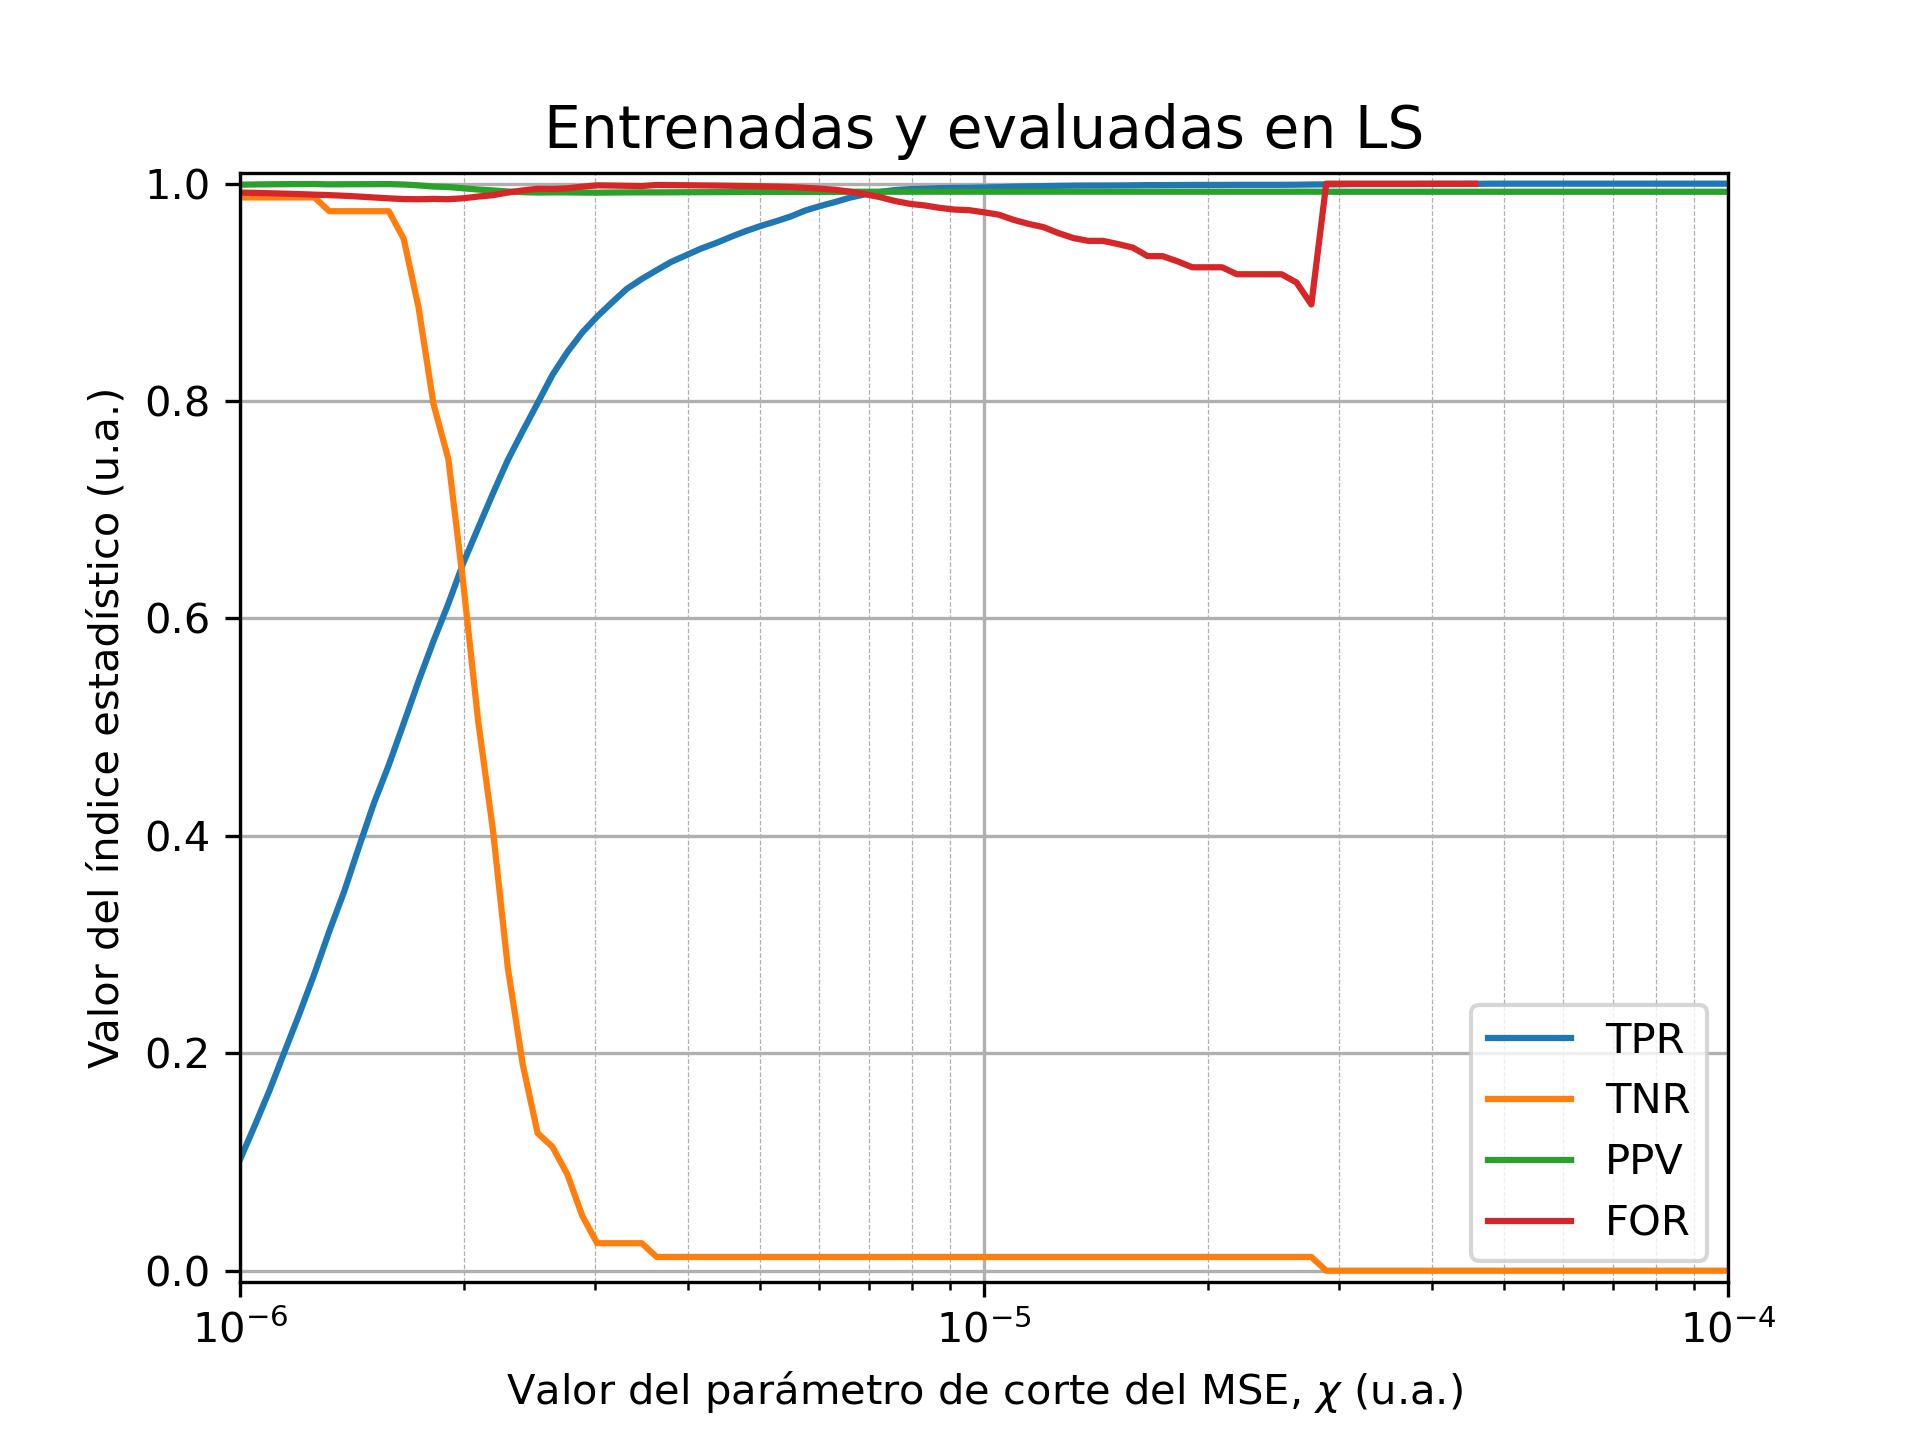 Entrenadas y evaluadas en LS
Valor del índice estadístico (u.a.)
1.0
0.8
0.6
0.4
0.2
0.0
10⁻⁶
10⁻⁵
10⁻⁴
Valor del parámetro de corte del MSE, χ (u.a.)
TPR
TNR
PPV
FOR